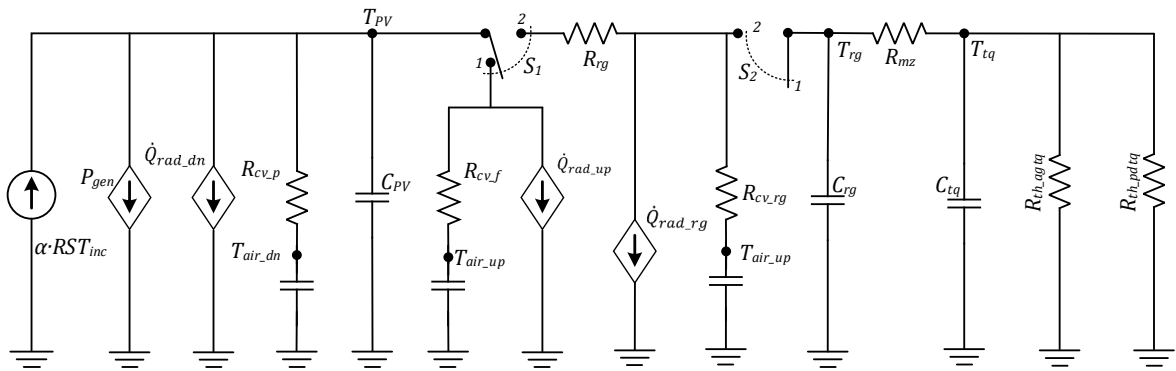 T_PV
2
1
S_1
R_rg
2
S_2
1
T_rg
R_mz
T_tq
α·RST_inc
P_gen
Q̇_rad_dn
R_cv_p
T_air_dn
C_PV
R_cv_f
T_air_up
Q̇_rad_up
Q̇_rad_rg
R_cv_rg
T_air_up
C_rg
C_tq
R_th_agtq
R_th_pdtq